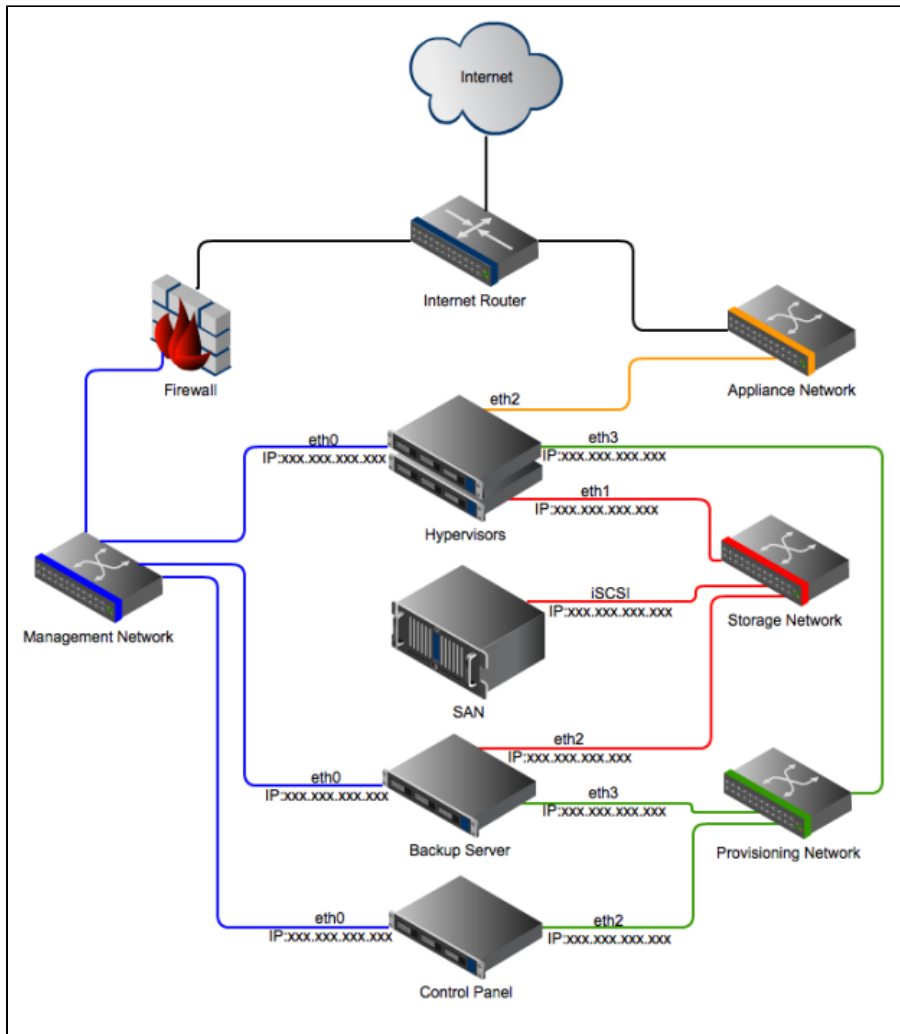 Internet
Internet Router
Firewall
Appliance Network
eth2
eth0
IP:xxx.xxx.xxx.xxx
eth3
IP:xxx.xxx.xxx.xxx
eth1
IP:xxx.xxx.xxx.xxx
Hypervisors
Management Network
iSCSI
IP:xxx.xxx.xxx.xxx
Storage Network
SAN
eth2
IP:xxx.xxx.xxx.xxx
eth0
IP:xxx.xxx.xxx.xxx
eth3
IP:xxx.xxx.xxx.xxx
Backup Server
Provisioning Network
eth0
IP:xxx.xxx.xxx.xxx
eth2
IP:xxx.xxx.xxx.xxx
Control Panel